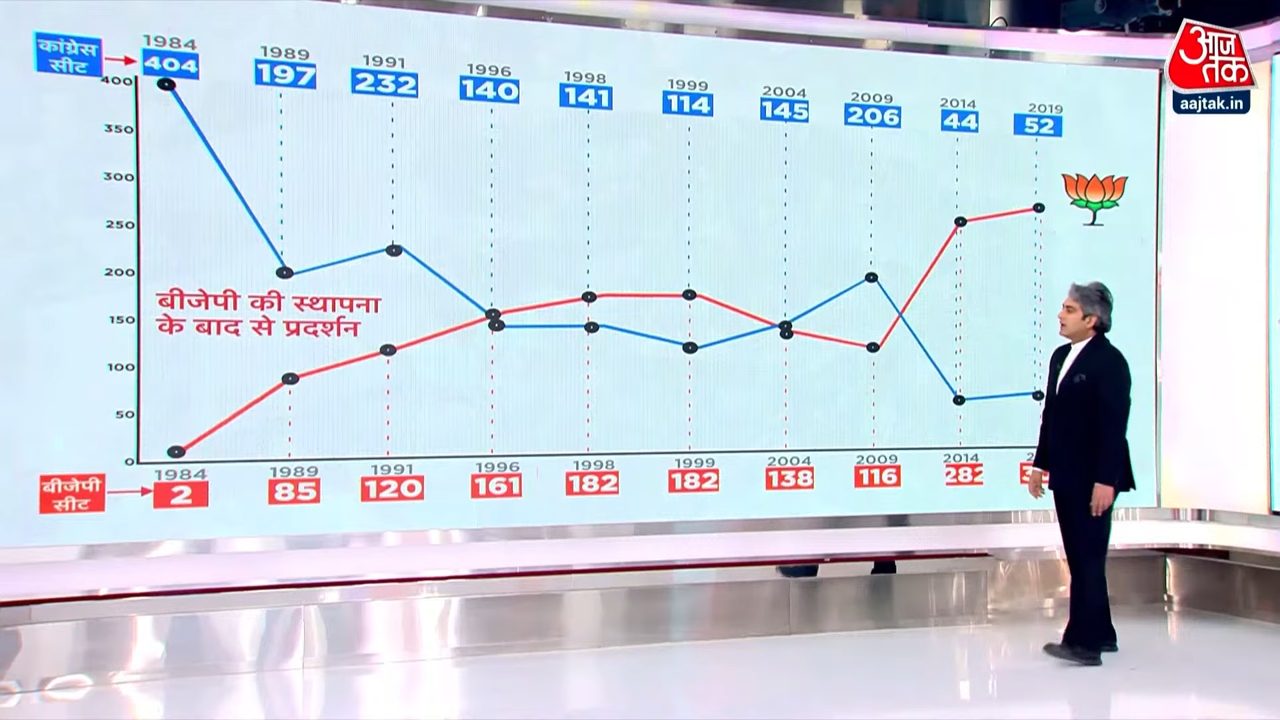 कांग्रेस
सीट
1984 1989 1991 1996 1998 1999 2004 2009 2014 2019
404 197 232 140 141 114 145 206 44 52
400
350
300
250
200
150
100
50
0
बीजेपी की स्थापना
के बाद से प्रदर्शन
1984 1989 1991 1996 1998 1999 2004 2009 2014
बीजेपी
सीट
2 85 120 161 182 182 138 116 282
आज
तक
aajtak.in